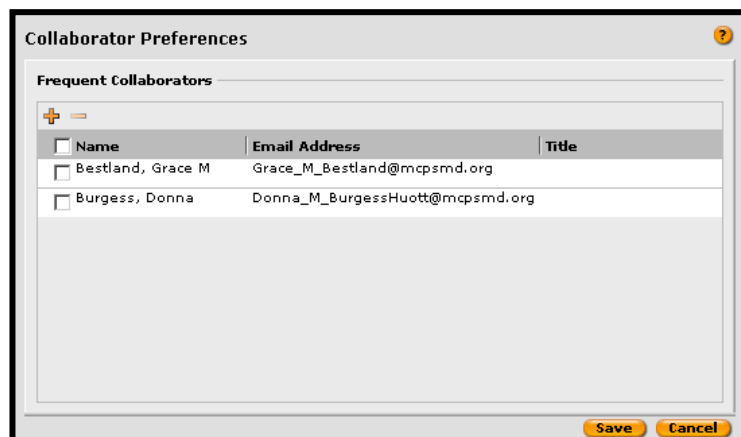 Collaborator Preferences ?
Frequent Collaborators
Name Email Address Title
Bestland, Grace M Grace_M_Bestland@mcpsmd.org
Burgess, Donna Donna_M_BurgessHuott@mcpsmd.org
Save Cancel